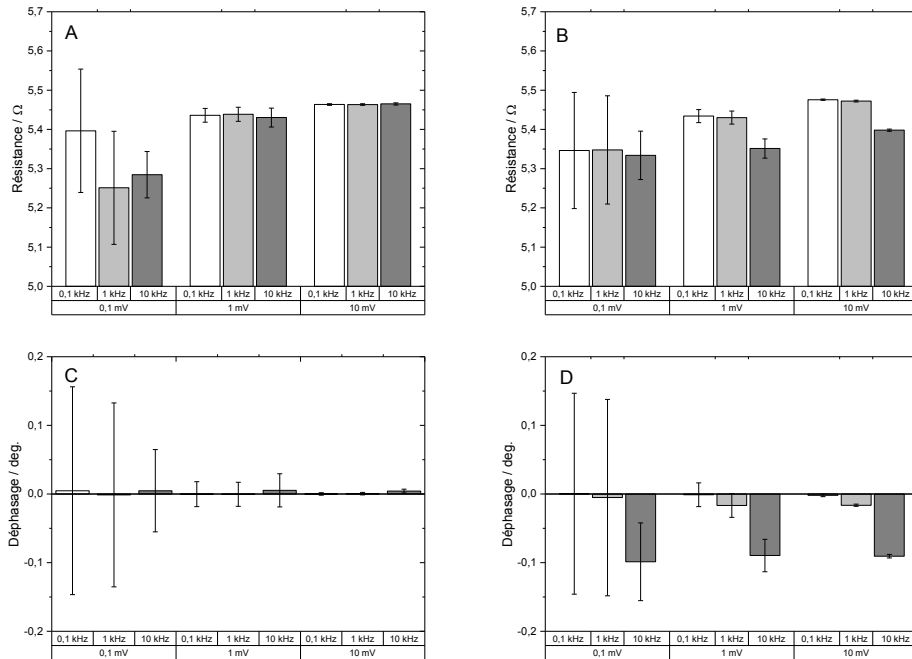 A
Résistance / Ω
5,7
5,6
5,5
5,4
5,3
5,2
5,1
5,0
0,1 kHz 1 kHz 10 kHz 0,1 kHz 1 kHz 10 kHz 0,1 kHz 1 kHz 10 kHz
0,1 mV 1 mV 10 mV
B
Résistance / Ω
5,7
5,6
5,5
5,4
5,3
5,2
5,1
5,0
0,1 kHz 1 kHz 10 kHz 0,1 kHz 1 kHz 10 kHz 0,1 kHz 1 kHz 10 kHz
0,1 mV 1 mV 10 mV
C
Déphasage / deg.
0,2
0,1
0,0
-0,1
-0,2
0,1 kHz 1 kHz 10 kHz 0,1 kHz 1 kHz 10 kHz 0,1 kHz 1 kHz 10 kHz
0,1 mV 1 mV 10 mV
D
Déphasage / deg.
0,2
0,1
0,0
-0,1
-0,2
0,1 kHz 1 kHz 10 kHz 0,1 kHz 1 kHz 10 kHz 0,1 kHz 1 kHz 10 kHz
0,1 mV 1 mV 10 mV